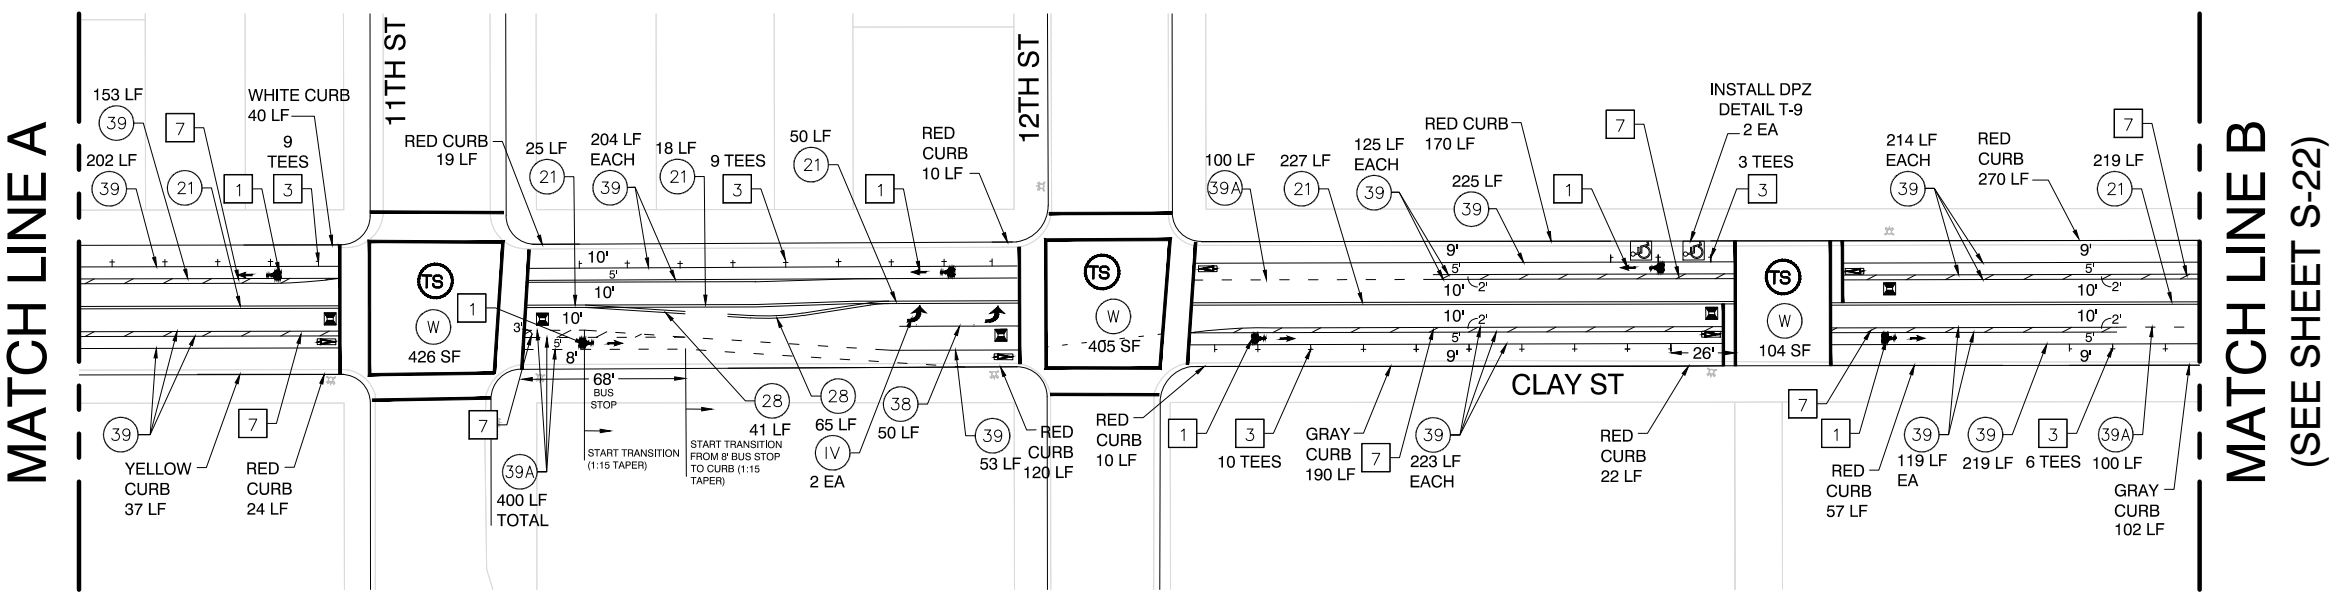 MATCH LINE A
153 LF
39
202 LF
39
7
21
1
WHITE CURB
40 LF
9
TEES
3
11TH ST
TS
W
426 SF
39
YELLOW
CURB
37 LF
7
RED
CURB
24 LF
RED CURB
19 LF
25 LF
21
204 LF
EACH
39
18 LF
21
9 TEES
3
50 LF
21
1
RED
CURB
10 LF
12TH ST
10'
5'
10'
10'
3'
5'
8'
1
7
68'
BUS
STOP
39A
400 LF
TOTAL
START TRANSITION
(1:15 TAPER)
START TRANSITION
FROM 8' BUS STOP
TO CURB (1:15
TAPER)
28
41 LF
28
65 LF
IV
2 EA
38
50 LF
39
53 LF
RED
CURB
120 LF
TS
W
405 SF
100 LF
39A
227 LF
21
125 LF
EACH
39
RED CURB
170 LF
225 LF
39
1
7
INSTALL DPZ
DETAIL T-9
2 EA
3 TEES
3
9'
5'
2'
10'
10'
2'
5'
9'
26'
RED
CURB
10 LF
1
3
10 TEES
GRAY
CURB
190 LF
7
39
223 LF
EACH
CLAY ST
RED
CURB
22 LF
TS
W
104 SF
214 LF
EACH
39
RED
CURB
270 LF
7
219 LF
21
9'
5'
2'
10'
10'
2'
5'
9'
7
1
RED
CURB
57 LF
39
119 LF
EA
39
219 LF
3
6 TEES
39A
100 LF
GRAY
CURB
102 LF
MATCH LINE B
(SEE SHEET S-22)